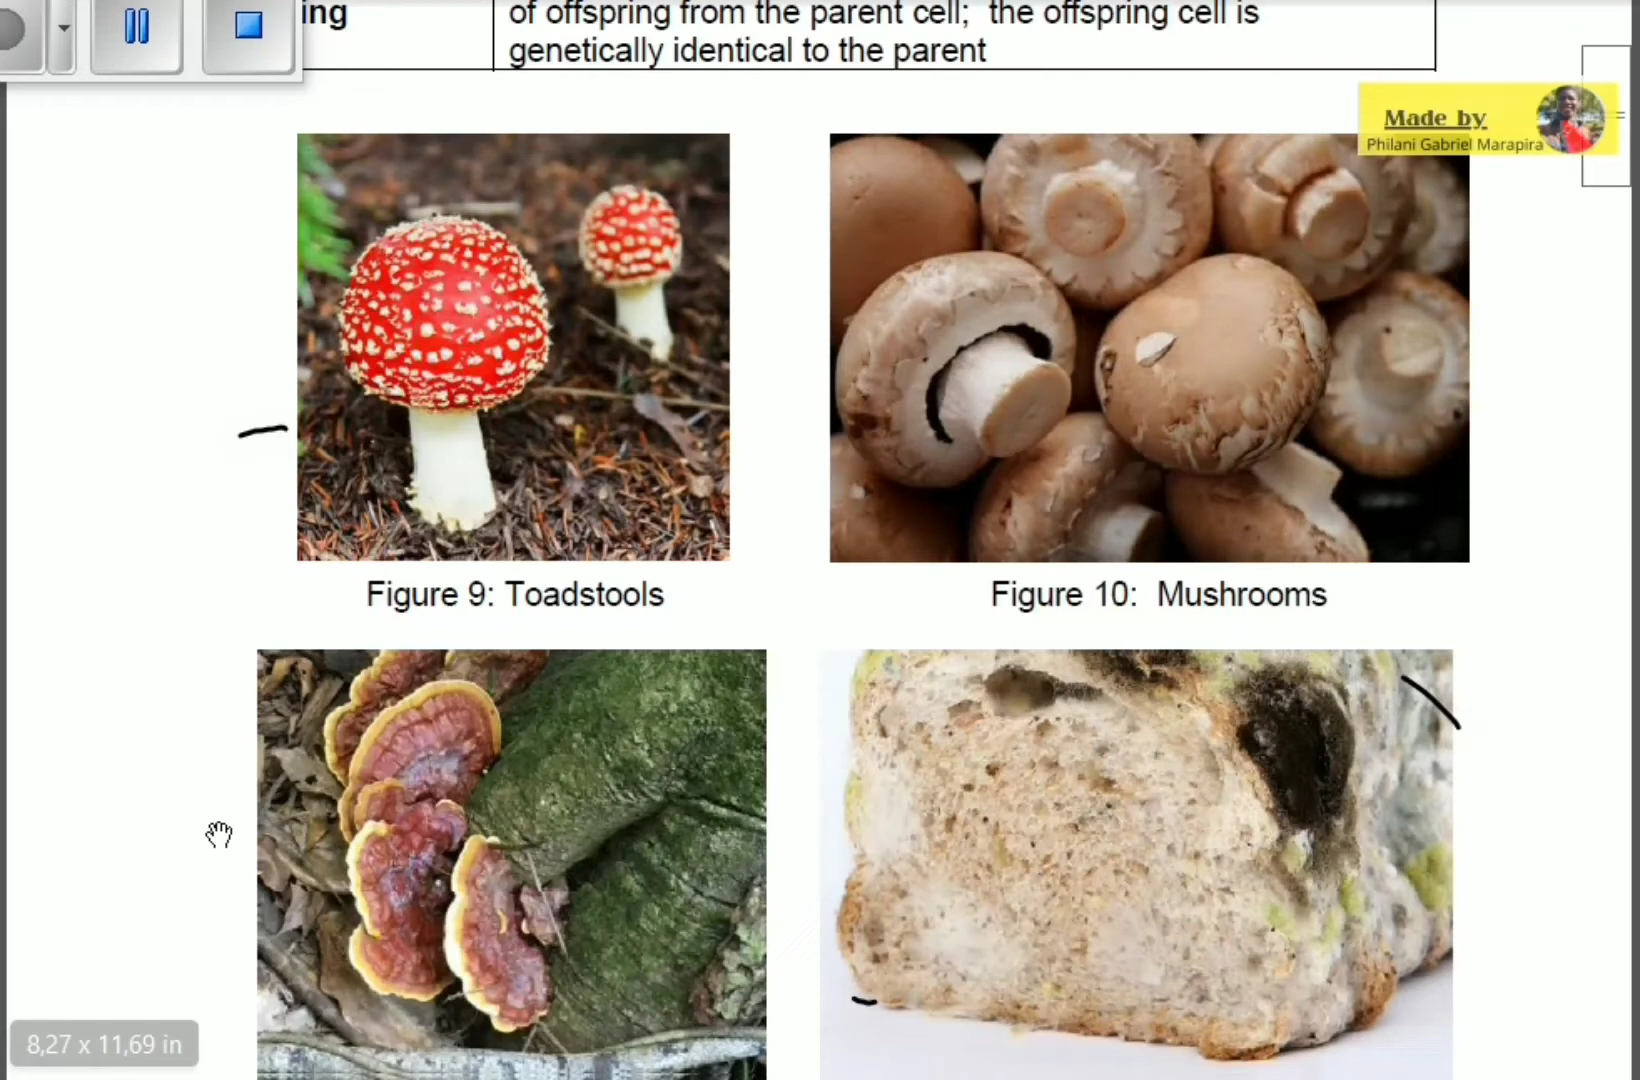 ing
of offspring from the parent cell; the offspring cell is
genetically identical to the parent
Made by
Philani Gabriel Marapira
Figure 9: Toadstools
Figure 10: Mushrooms
8,27 x 11,69 in